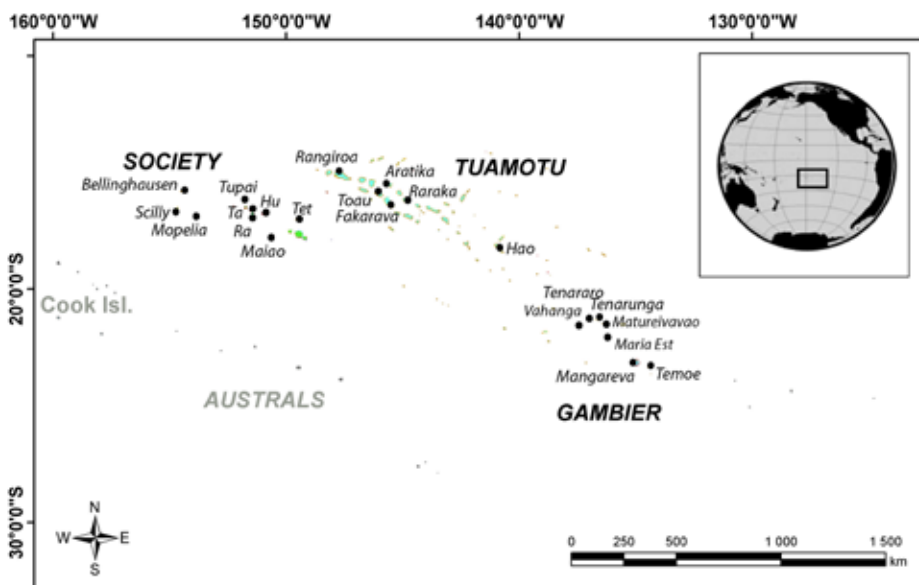 160°0'0"W 150°0'0"W 140°0'0"W 130°0'0"W
SOCIETY
TUAMOTU
Rangiroa
Aratika
Bellinghausen
Tupai
Hu
Toau
Raraka
Scilly
Ta
Tet
Fakarava
Mopelia
Ra
Maiao
Hao
20°0'0"S
Cook Isl.
Tenararo
Tenarunga
Vahanga
Matureivavao
Maria Est
Mangareva
Temoe
AUSTRALS
GAMBIER
30°0'0"S
N
W E
S
0 250 500 1 000 1 500
km